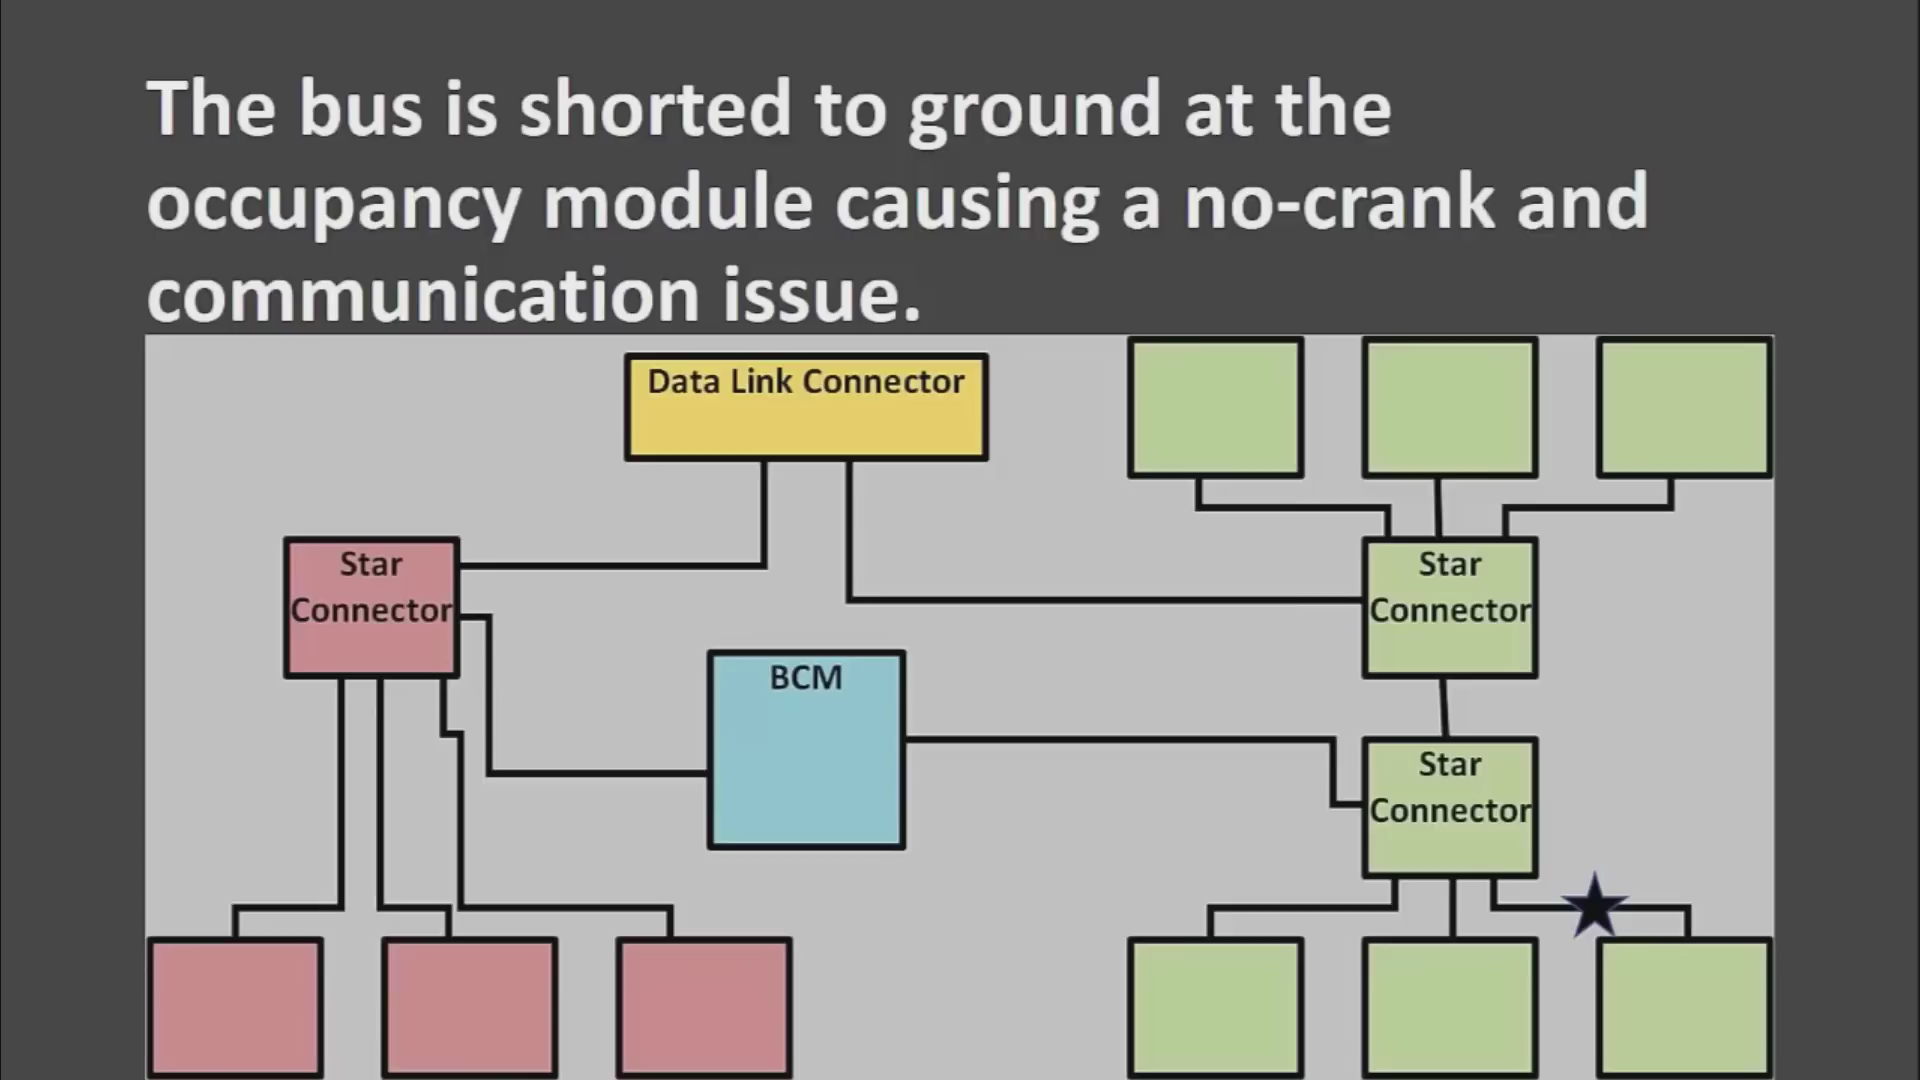 The bus is shorted to ground at the
occupancy module causing a no-crank and
communication issue.
Data Link Connector
Star
Connector
Star
Connector
BCM
Star
Connector